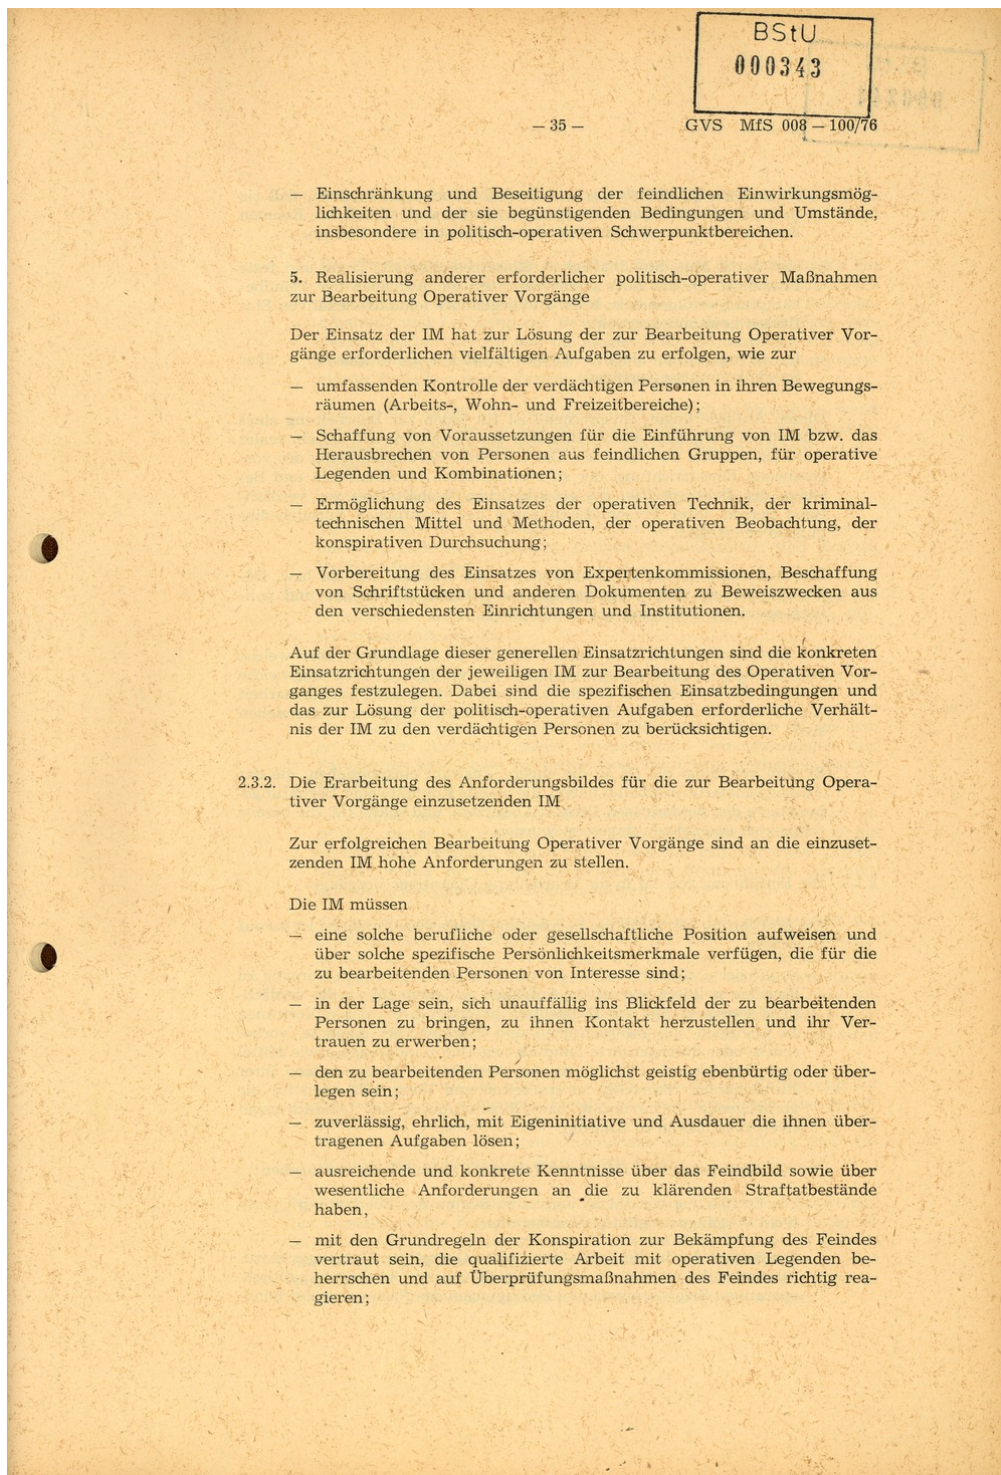 BStU
000343
— 35 —
GVS MfS 008 — 100/76
— Einschränkung und Beseitigung der feindlichen Einwirkungsmög-
lichkeiten und der sie begünstigenden Bedingungen und Umstände,
insbesondere in politisch-operativen Schwerpunktbereichen.
5. Realisierung anderer erforderlicher politisch-operativer Maßnahmen
zur Bearbeitung Operativer Vorgänge
Der Einsatz der IM hat zur Lösung der zur Bearbeitung Operativer Vor-
gänge erforderlichen vielfältigen Aufgaben zu erfolgen, wie zur
— umfassenden Kontrolle der verdächtigen Personen in ihren Bewegungs-
räumen (Arbeits-, Wohn- und Freizeitbereiche);
— Schaffung von Voraussetzungen für die Einführung von IM bzw. das
Herausbrechen von Personen aus feindlichen Gruppen, für operative
Legenden und Kombinationen;
— Ermöglichung des Einsatzes der operativen Technik, der kriminal-
technischen Mittel und Methoden, der operativen Beobachtung, der
konspirativen Durchsuchung;
— Vorbereitung des Einsatzes von Expertenkommissionen, Beschaffung
von Schriftstücken und anderen Dokumenten zu Beweiszwecken aus
den verschiedensten Einrichtungen und Institutionen.
Auf der Grundlage dieser generellen Einsatzrichtungen sind die konkreten
Einsatzrichtungen der jeweiligen IM zur Bearbeitung des Operativen Vor-
ganges festzulegen. Dabei sind die spezifischen Einsatzbedingungen und
das zur Lösung der politisch-operativen Aufgaben erforderliche Verhält-
nis der IM zu den verdächtigen Personen zu berücksichtigen.
2.3.2. Die Erarbeitung des Anforderungsbildes für die zur Bearbeitung Opera-
tiver Vorgänge einzusetzenden IM
Zur erfolgreichen Bearbeitung Operativer Vorgänge sind an die einzuset-
zenden IM hohe Anforderungen zu stellen.
Die IM müssen
— eine solche berufliche oder gesellschaftliche Position aufweisen und
über solche spezifische Persönlichkeitsmerkmale verfügen, die für die
zu bearbeitenden Personen von Interesse sind;
— in der Lage sein, sich unauffällig ins Blickfeld der zu bearbeitenden
Personen zu bringen, zu ihnen Kontakt herzustellen und ihr Ver-
trauen zu erwerben;
— den zu bearbeitenden Personen möglichst geistig ebenbürtig oder über-
legen sein;
— zuverlässig, ehrlich, mit Eigeninitiative und Ausdauer die ihnen über-
tragenen Aufgaben lösen;
— ausreichende und konkrete Kenntnisse über das Feindbild sowie über
wesentliche Anforderungen an die zu klärenden Straftatbestände
haben,
— mit den Grundregeln der Konspiration zur Bekämpfung des Feindes
vertraut sein, die qualifizierte Arbeit mit operativen Legenden be-
herrschen und auf Überprüfungsmaßnahmen des Feindes richtig rea-
gieren;